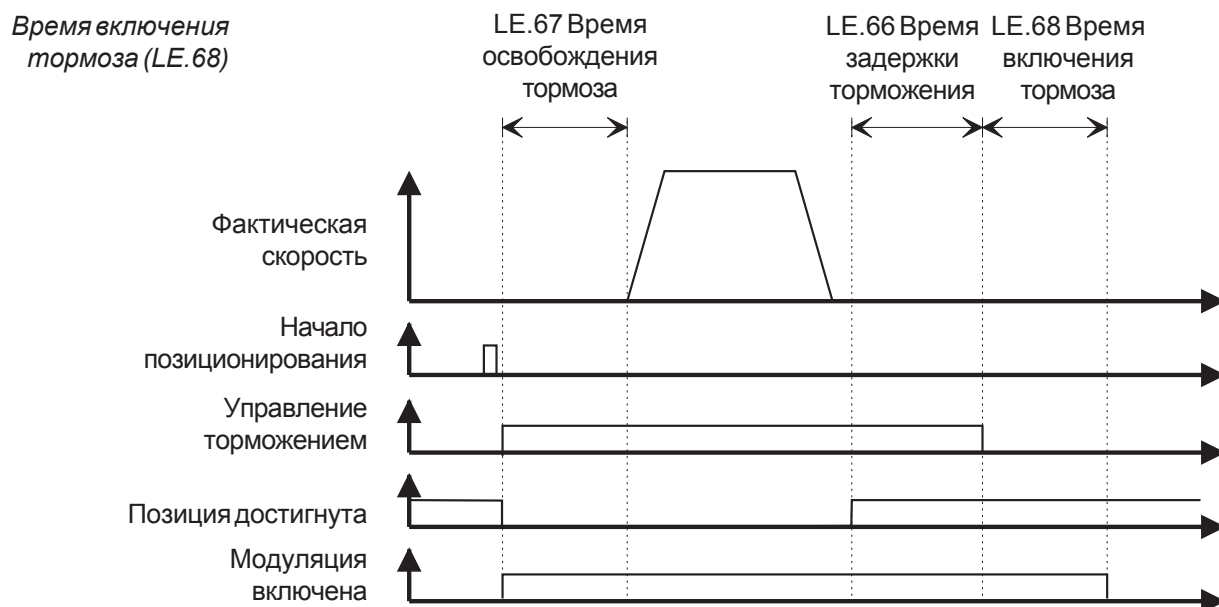 Время включения
тормоза (LE.68)
LE.67 Время
освобождения
тормоза
LE.66 Время
задержки
торможения
LE.68 Время
включения
тормоза
Фактическая
скорость
Начало
позиционирования
Управление
торможением
Позиция достигнута
Модуляция
включена